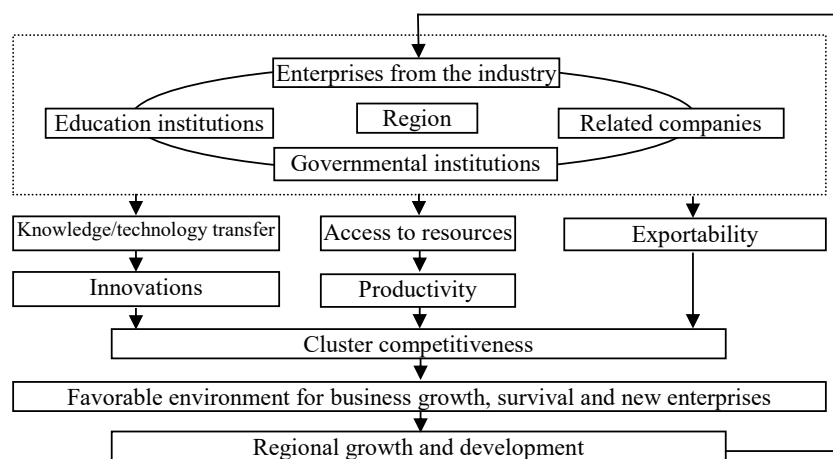 Enterprises from the industry
Education institutions
Region
Related companies
Governmental institutions
Knowledge/technology transfer
Access to resources
Exportability
Innovations
Productivity
Cluster competitiveness
Favorable environment for business growth, survival and new enterprises
Regional growth and development